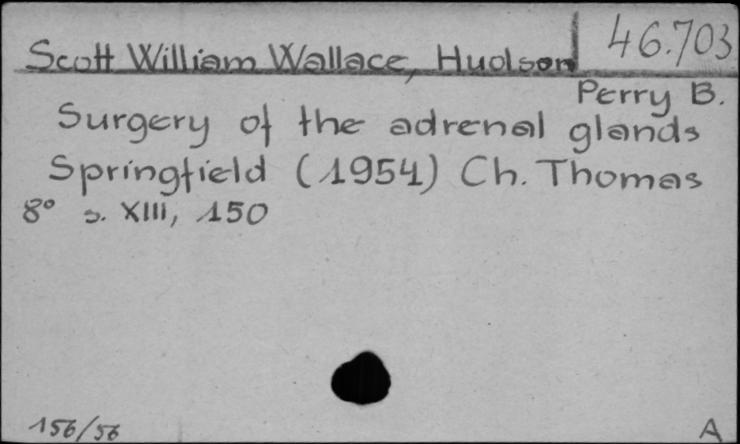 Scott William Wallace, Hudson 46.703
Perry B.
Surgery of the adrenal glands
Springfield (1954) Ch. Thomas
8° s. XIII, 150
156/56 A